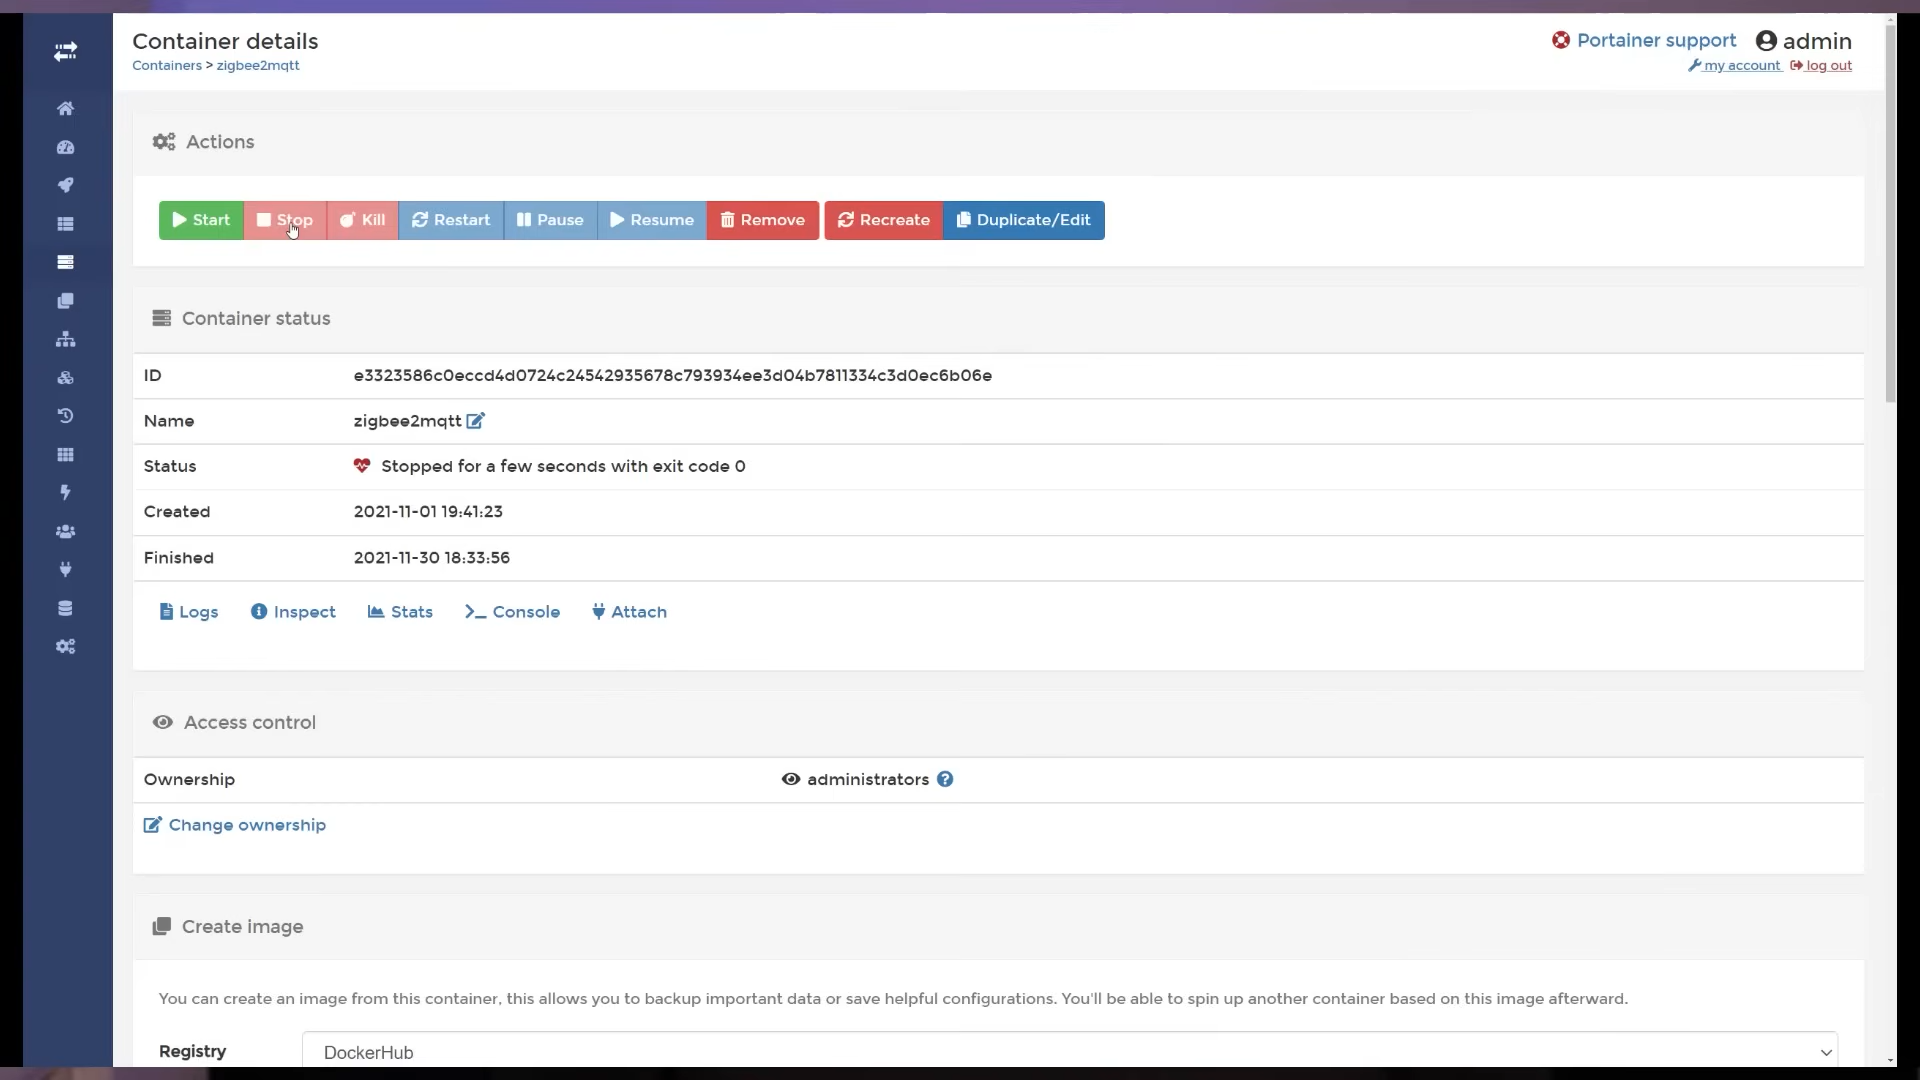 Container details
Containers > zigbee2mqtt
Portainer support admin
my account log out
Actions
Start Stop Kill Restart Pause Resume Remove Recreate Duplicate/Edit
Container status
ID e3323586c0eccd4d0724c24542935678c793934ee3d04b7811334c3d0ec6b06e
Name zigbee2mqtt
Status Stopped for a few seconds with exit code 0
Created 2021-11-01 19:41:23
Finished 2021-11-30 18:33:56
Logs Inspect Stats >_ Console Attach
Access control
Ownership administrators
Change ownership
Create image
You can create an image from this container, this allows you to backup important data or save helpful configurations. You'll be able to spin up another container based on this image afterward.
Registry DockerHub